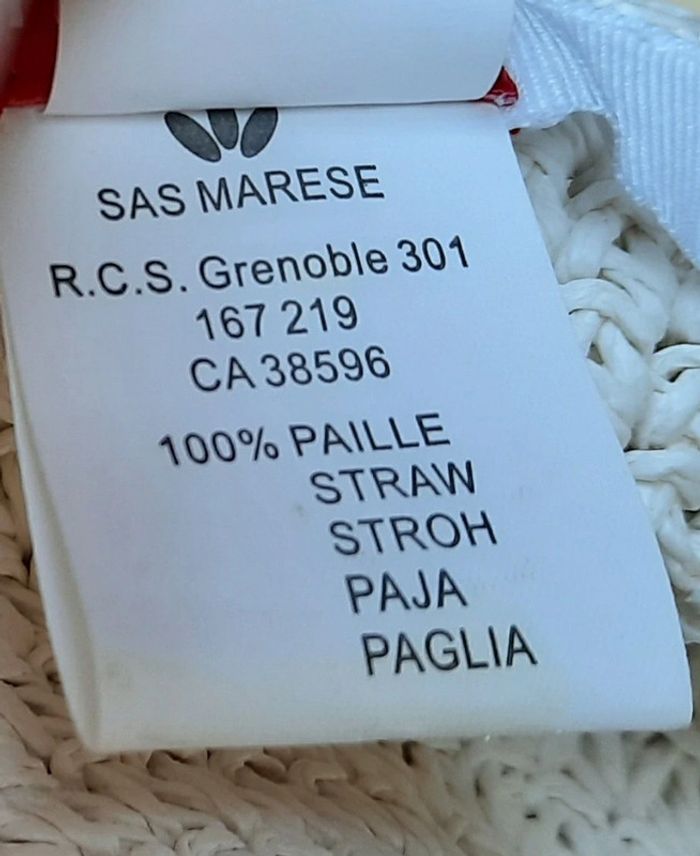 SAS MARESE
R.C.S. Grenoble 301
167 219
CA 38596
100% PAILLE
STRAW
STROH
PAJA
PAGLIA